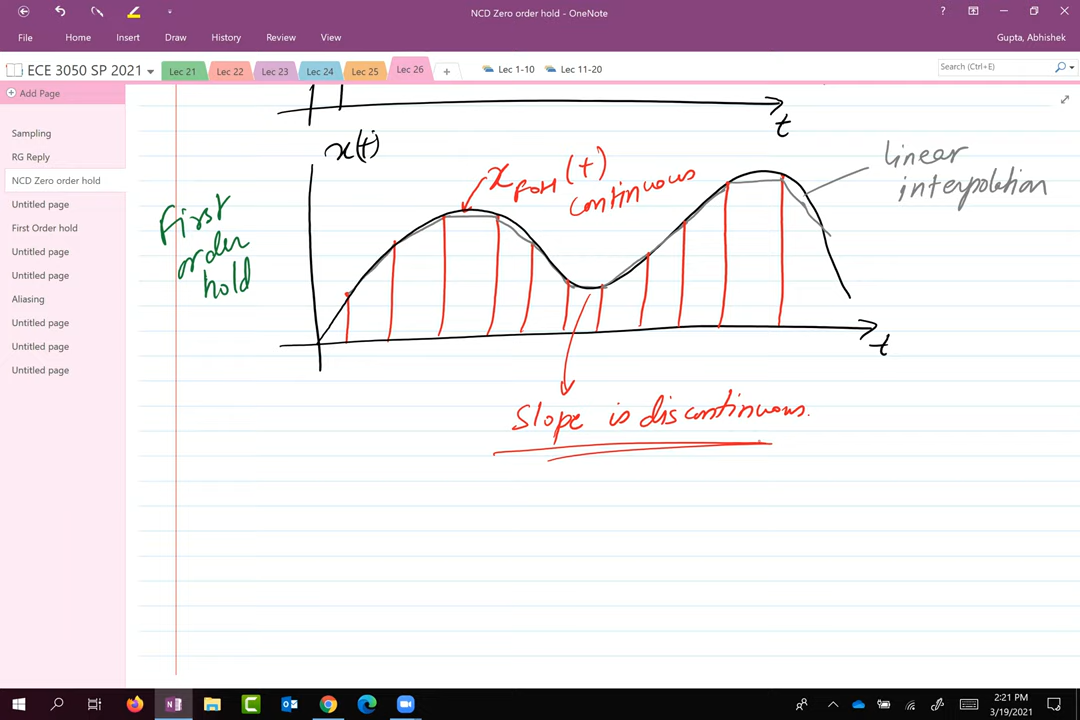 NCD Zero order hold - OneNote
File Home Insert Draw History Review View
Gupta, Abhishek
ECE 3050 SP 2021
Lec 21 Lec 22 Lec 23 Lec 24 Lec 25 Lec 26 + Lec 1-10 Lec 11-20
Search (Ctrl+E)
Add Page
Sampling
RG Reply
NCD Zero order hold
Untitled page
First Order hold
Untitled page
Untitled page
Aliasing
Untitled page
Untitled page
Untitled page
t
x(t)
First
order
hold
x_FOH(t)
continuous
linear
interpolation
t
Slope is discontinuous.
2:21 PM
3/19/2021